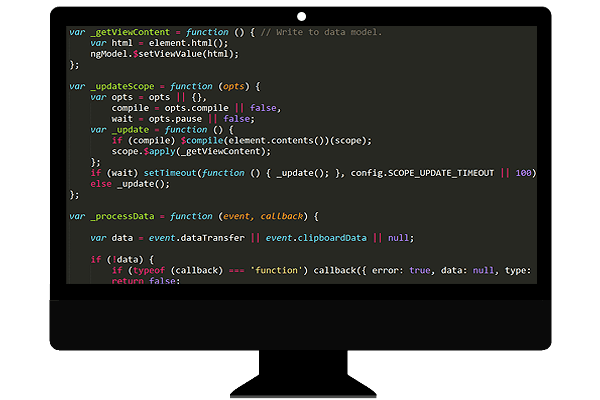 var _getViewContent = function () { // Write to data model.
    var html = element.html();
    ngModel.$setViewValue(html);
};

var _updateScope = function (opts) {
    var opts = opts || {},
        compile = opts.compile || false,
        wait = opts.pause || false;
    var _update = function () {
        if (compile) $compile(element.contents())(scope);
        scope.$apply(_getViewContent);
    };
    if (wait) setTimeout(function () { _update(); }, config.SCOPE_UPDATE_TIMEOUT || 100)
    else _update();
};

var _processData = function (event, callback) {

    var data = event.dataTransfer || event.clipboardData || null;

    if (!data) {
        if (typeof (callback) === 'function') callback({ error: true, data: null, type:
        return false;